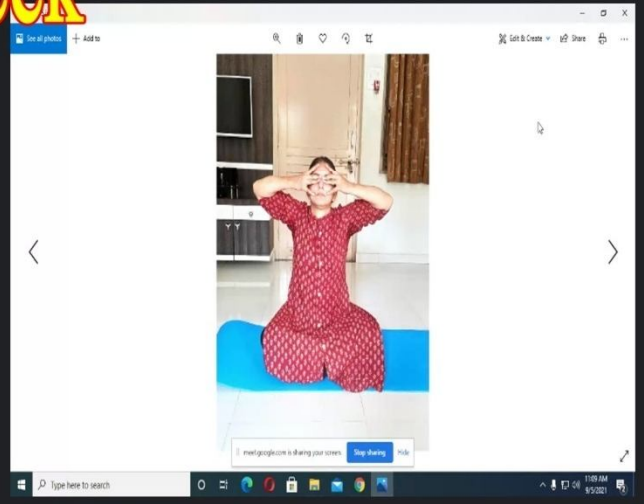 See all photos
Add to
Edit & Create
Share
meet.google.com is sharing your screen.
Stop sharing
Hide
Type here to search
11:09 AM
9/5/2021